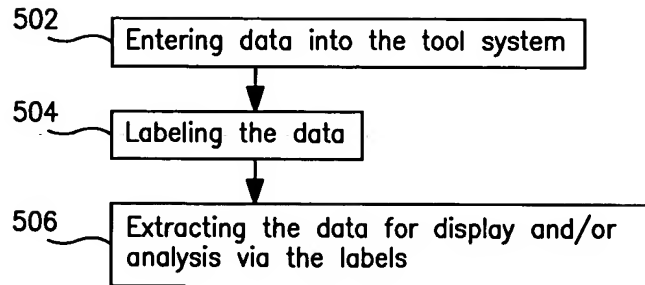 502
Entering data into the tool system
504
Labeling the data
506
Extracting the data for display and/or
analysis via the labels